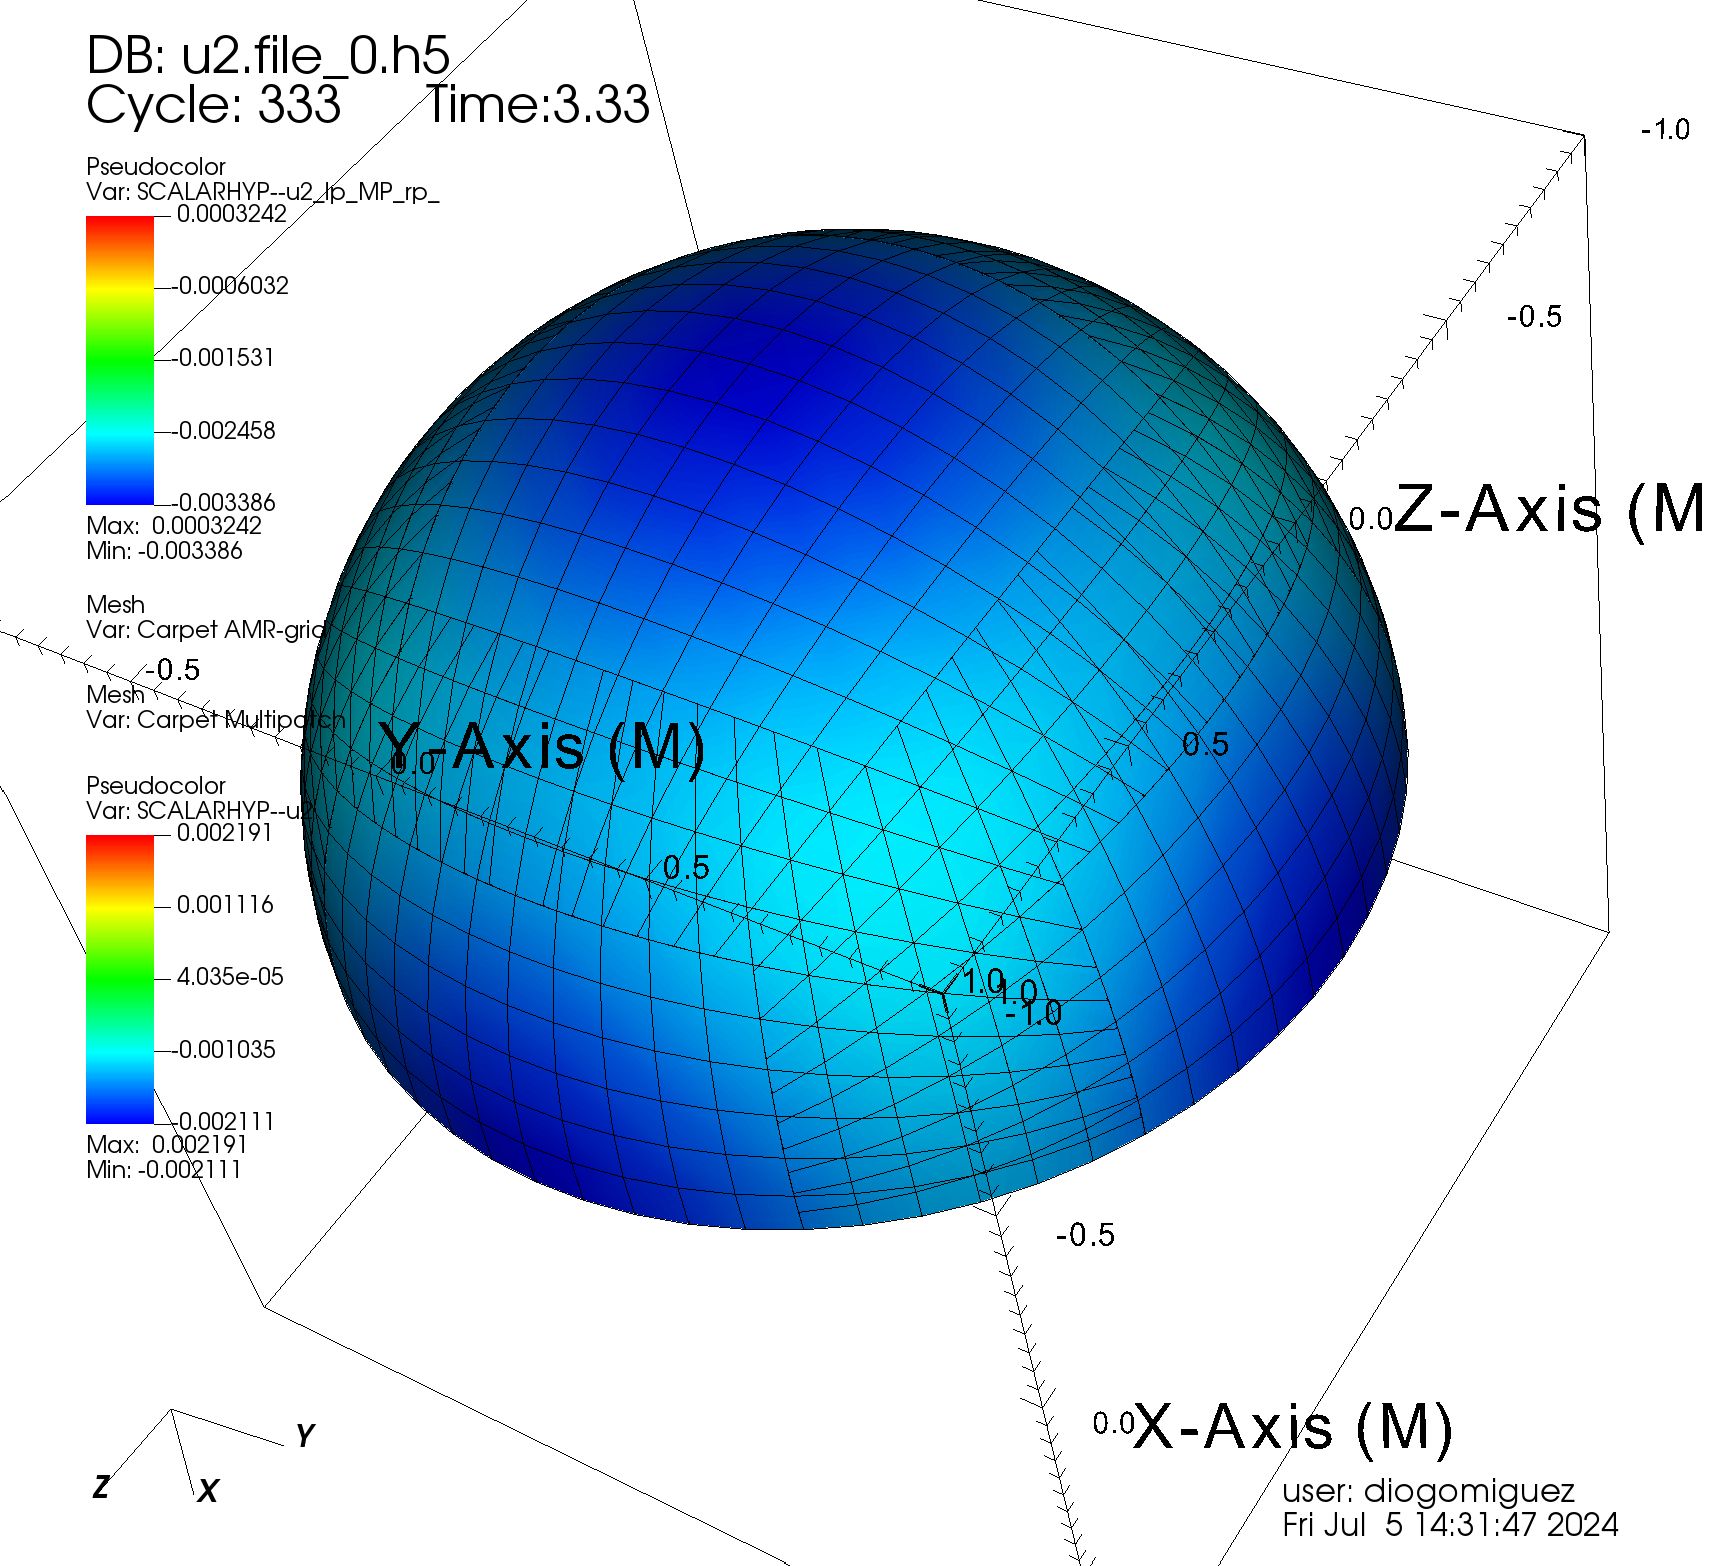 DB: u2.file_0.h5
Cycle: 333 Time:3.33
Pseudocolor
Var: SCALARHYP--u2_lp_MP_rp_
0.0003242
-0.0006032
-0.001531
-0.002458
-0.003386
Max: 0.0003242
Min: -0.003386
Mesh
Var: Carpet AMR-grid
Mesh
Var: Carpet Multipatch
Pseudocolor
Var: SCALARHYP--u2
0.002191
0.001116
4.035e-05
-0.001035
-0.002111
Max: 0.002191
Min: -0.002111
-1.0
-0.5
0.0
Z-Axis (M
0.5
1.0
-0.5
Y-Axis (M)
0.0
0.5
1.0
-1.0
-0.5
0.0
X-Axis (M)
Z
X
Y
user: diogomiguez
Fri Jul 5 14:31:47 2024